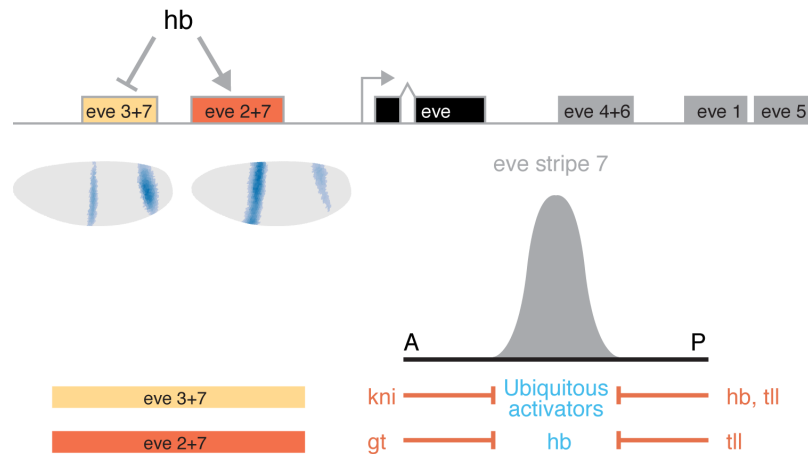 hb
eve 3+7
eve 2+7
eve
eve 4+6
eve 1
eve 5
eve stripe 7
A
P
eve 3+7
kni
Ubiquitous
activators
hb, tll
eve 2+7
gt
hb
tll